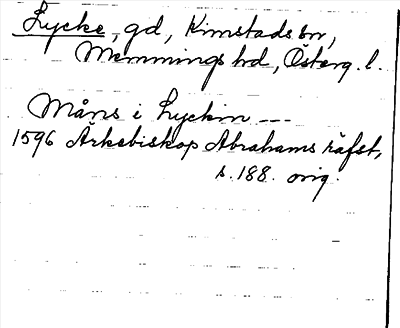 Lycke, gd, Kimstads sn,
Memmings hd, Österg. l.
Måns i Lyckin ---
1596 Ärkebiskop Abrahams räfst,
s. 188. orig.